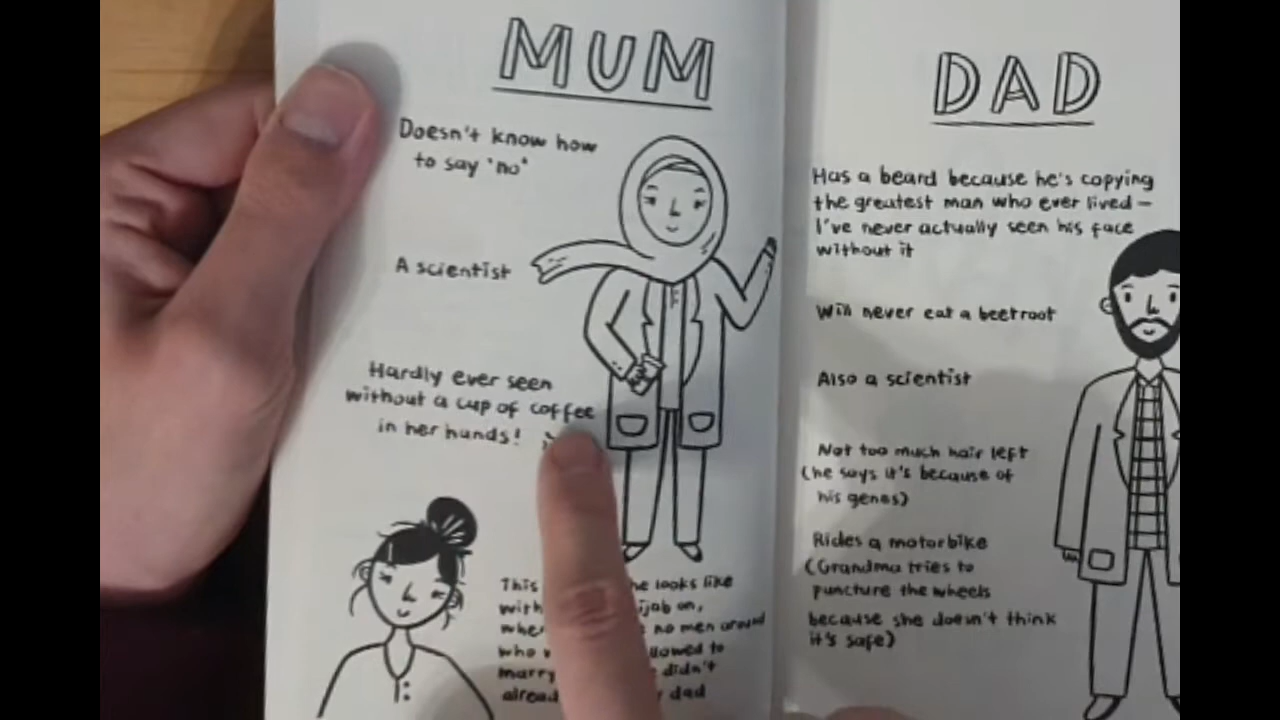 MUM
Doesn't know how
to say 'no'
A scientist
Hardly ever seen
without a cup of coffee
in her hands!
This he looks like
with ijab on,
whe no men around
who w llowed to
marry didn't
alread dad
DAD
Has a beard because he's copying
the greatest man who ever lived –
I've never actually seen his face
without it
Will never eat a beetroot
Also a scientist
Not too much hair left
(he says it's because of
his genes)
Rides a motorbike
(Grandma tries to
puncture the wheels
because she doesn't think
it's safe)